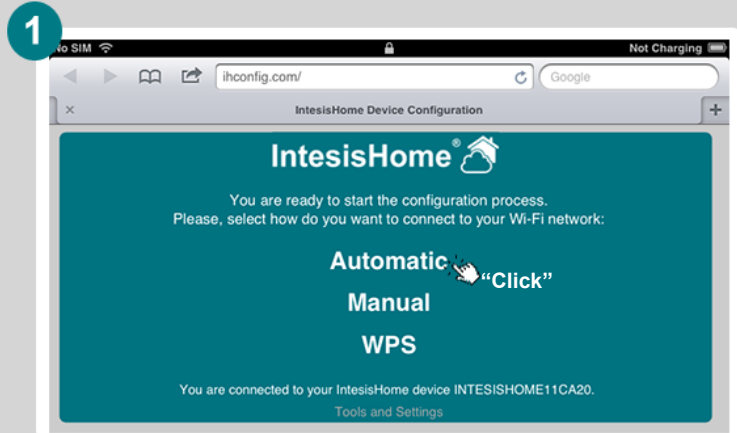 1
No SIM
Not Charging
ihconfig.com/
Google
IntesisHome Device Configuration
IntesisHome®
You are ready to start the configuration process.
Please, select how do you want to connect to your Wi-Fi network:
Automatic
“Click”
Manual
WPS
You are connected to your IntesisHome device INTESISHOME11CA20.
Tools and Settings